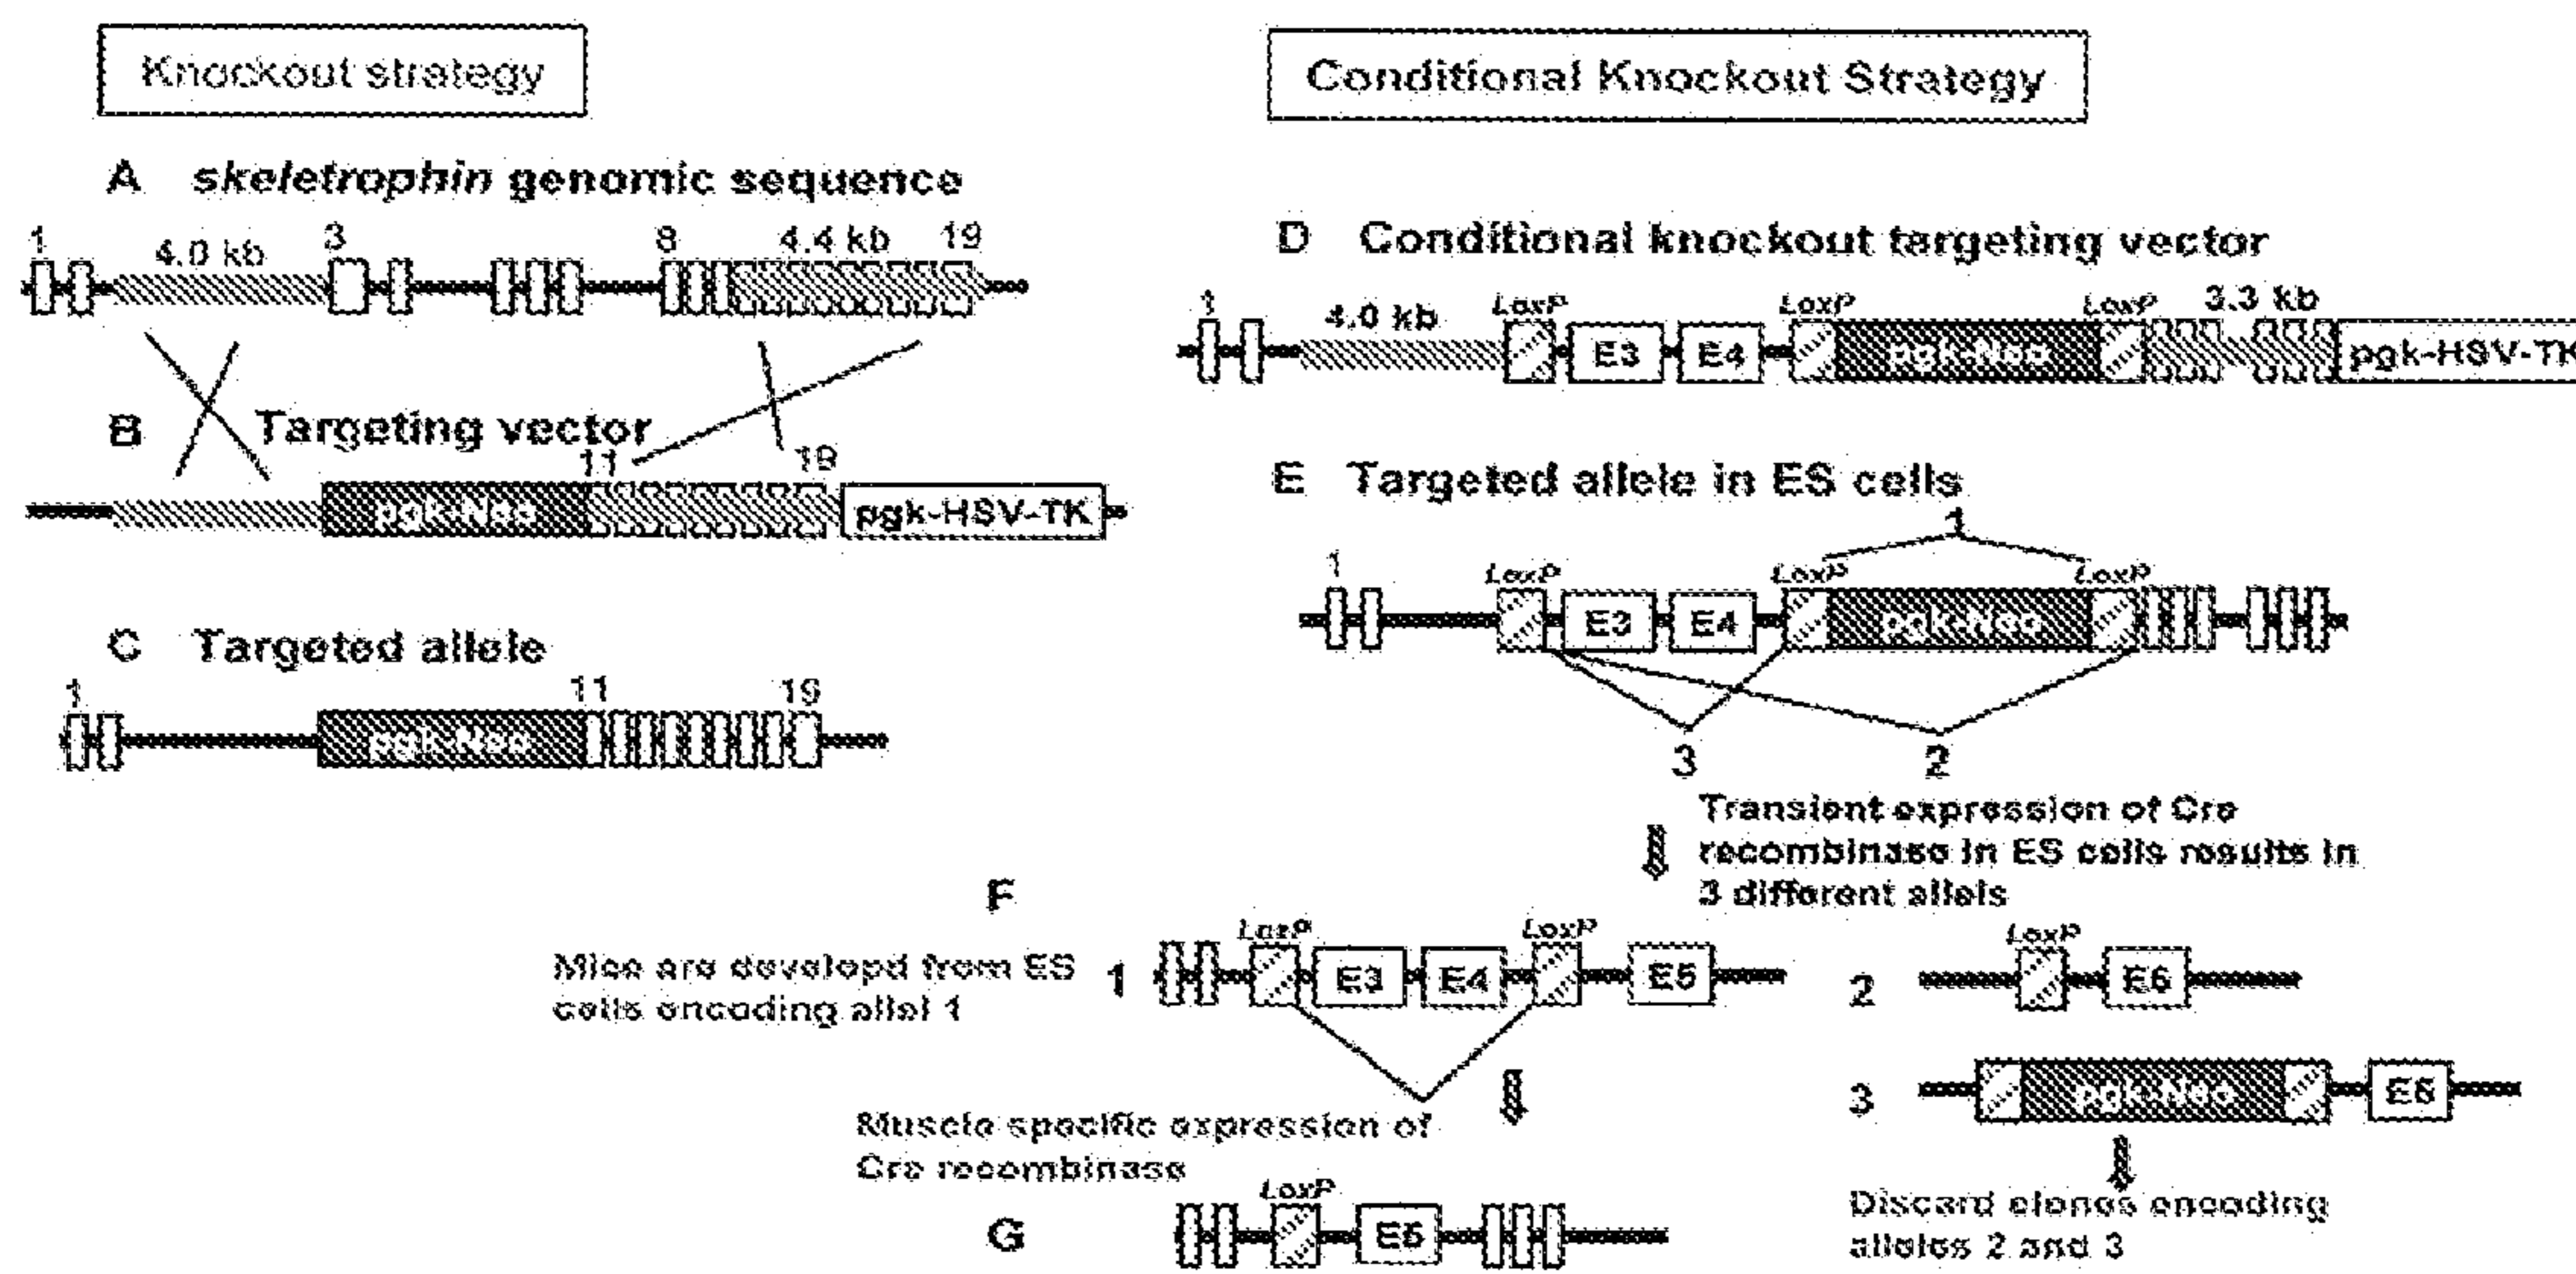 Knockout strategy
A skeletrophin genomic sequence
1 4.0 kb 3 8 4.4 kb 19
B Targeting vector
11 19
pgk-Neo pgk-HSV-TK
C Targeted allele
1 11 19
pgk-Neo
Conditional Knockout Strategy
D Conditional knockout targeting vector
1 4.0 kb LoxP LoxP LoxP 3.3 kb
E3 E4 pgk-Neo pgk-HSV-TK
E Targeted allele in ES cells
1
1 LoxP LoxP LoxP
E3 E4 pgk-Neo
3 2
Transient expression of Cre
recombinase in ES cells results in
3 different allels
F
Mice are developd from ES
cells encoding allel 1
LoxP LoxP
1 E3 E4 E5
LoxP
2 E5
3 pgk-Neo E5
Muscle specific expression of
Cre recombinase
LoxP
G E5
Discard clones encoding
alleles 2 and 3